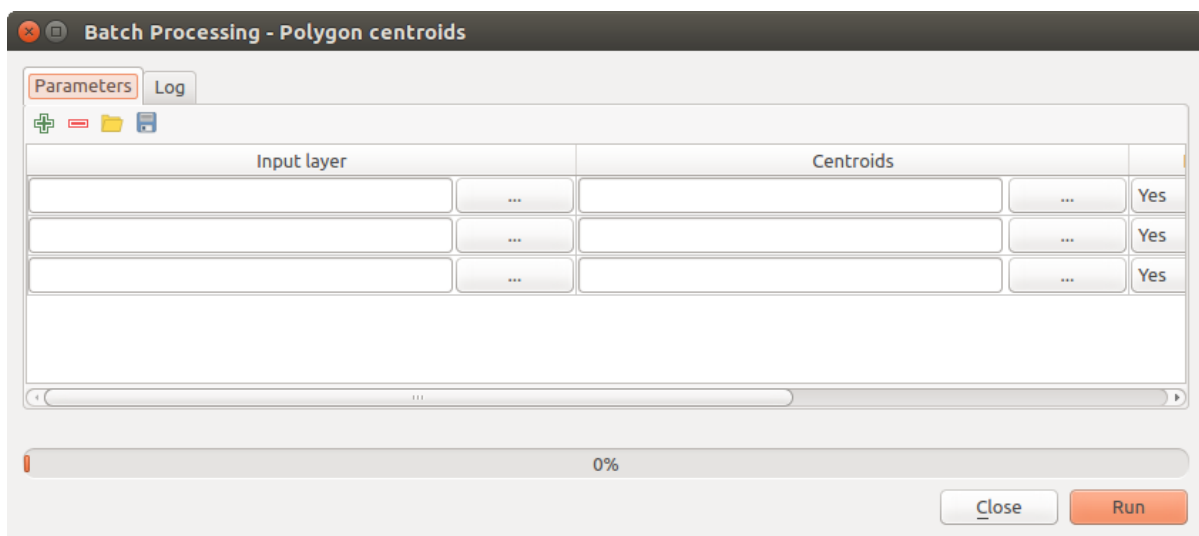 Batch Processing - Polygon centroids
Parameters Log
Input layer Centroids
... ... Yes
... ... Yes
... ... Yes
0%
Close Run